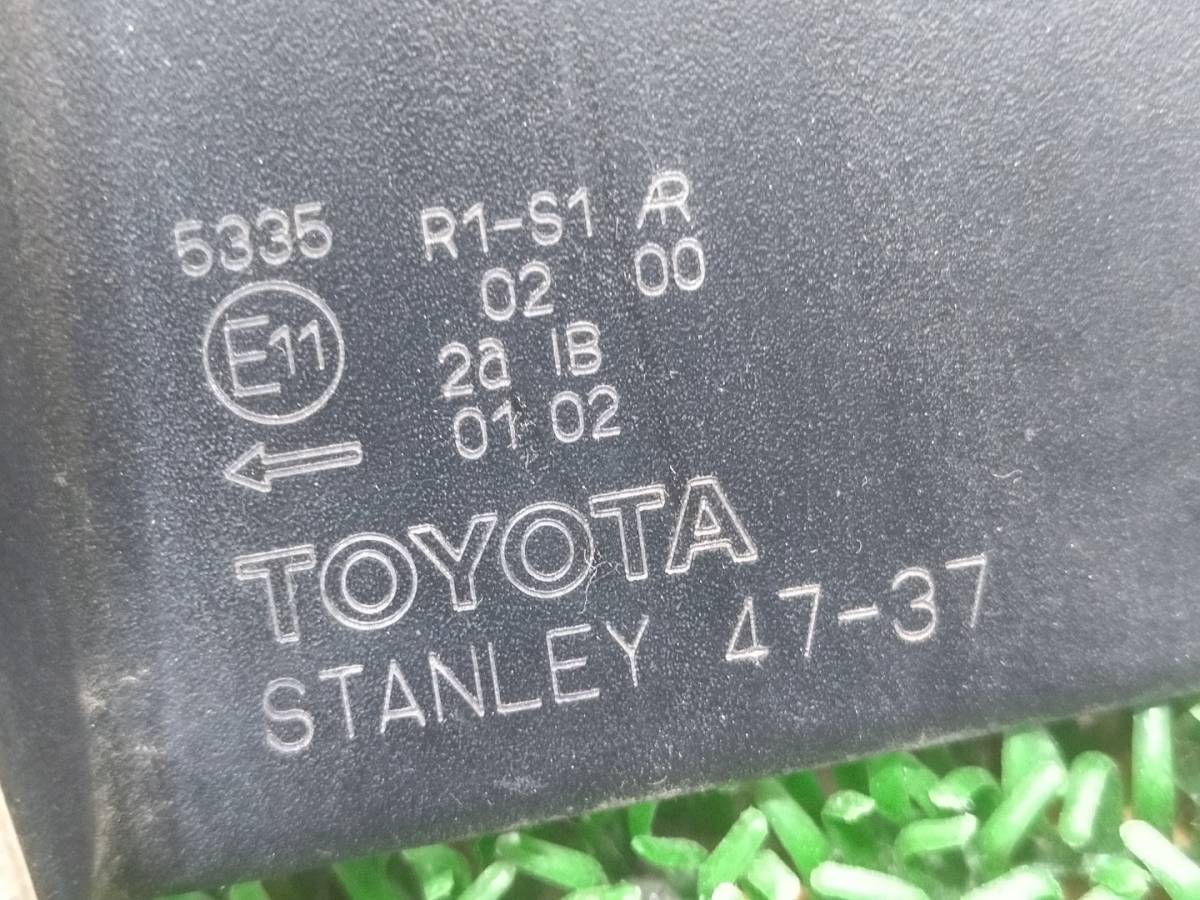 5335 R1-S1 AR
02 00
E11 2a IB
01 02
TOYOTA
STANLEY 47-37